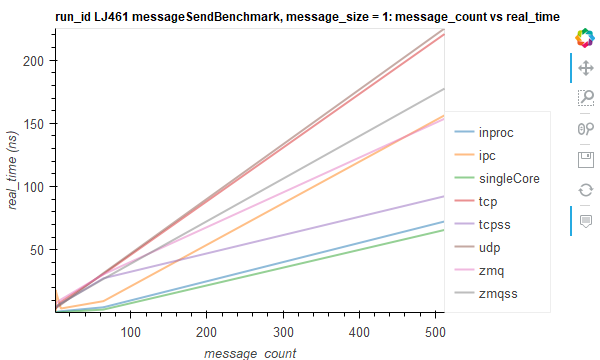 run_id LJ461 messageSendBenchmark, message_size = 1: message_count vs real_time
real_time (ns)
200
150
100
50
100
200
300
400
500
message_count
inproc
ipc
singleCore
tcp
tcpss
udp
zmq
zmqss